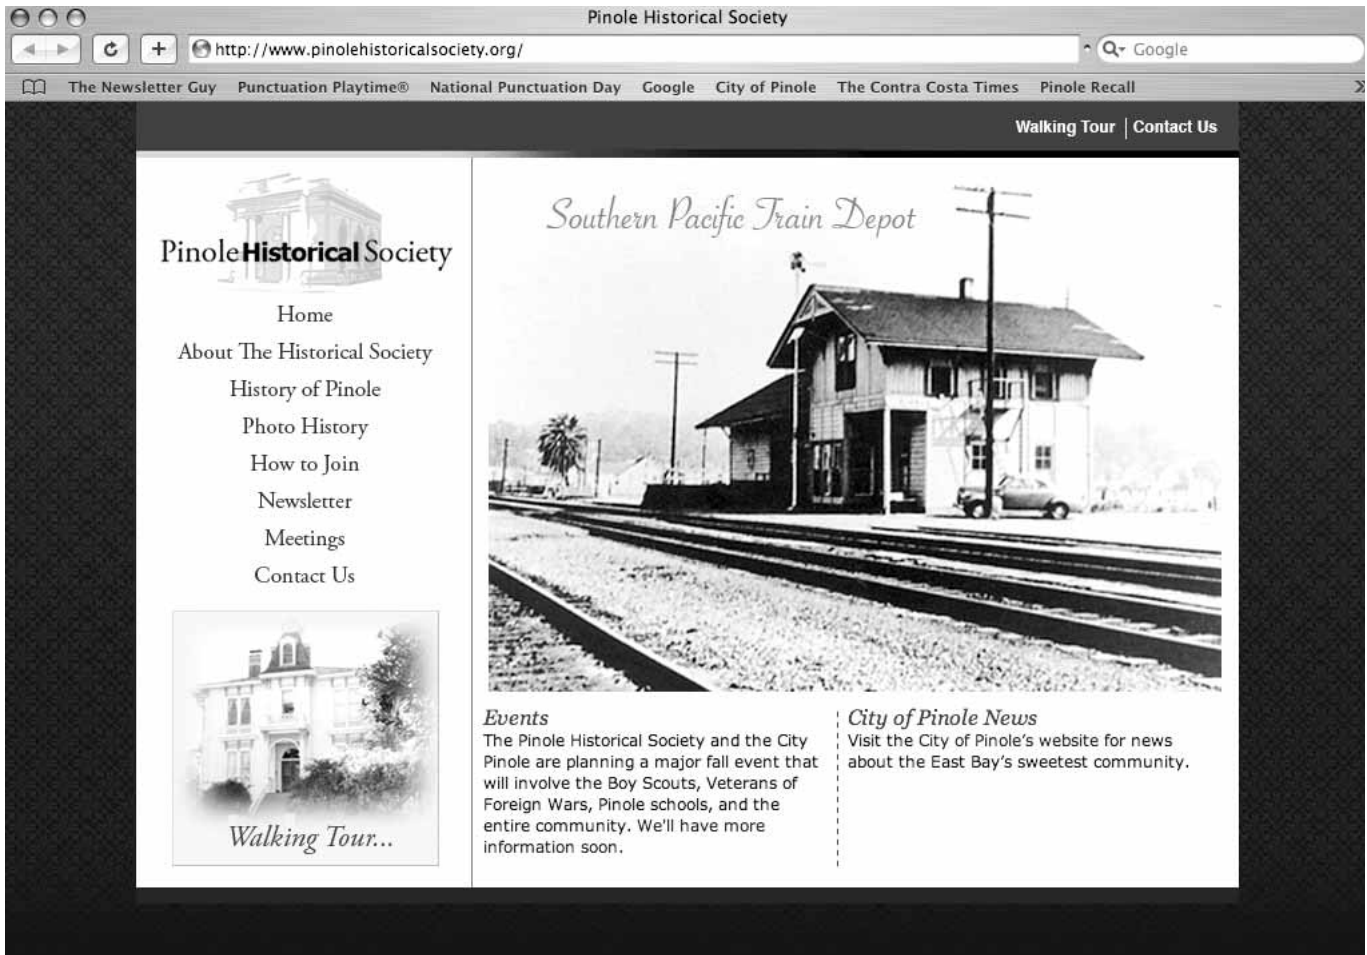 Pinole Historical Society
http://www.pinolehistoricalsociety.org/
Google
The Newsletter Guy Punctuation Playtime® National Punctuation Day Google City of Pinole The Contra Costa Times Pinole Recall
Walking Tour | Contact Us
Pinole Historical Society
Home
About The Historical Society
History of Pinole
Photo History
How to Join
Newsletter
Meetings
Contact Us
Walking Tour...
Southern Pacific Train Depot
Events
The Pinole Historical Society and the City
Pinole are planning a major fall event that
will involve the Boy Scouts, Veterans of
Foreign Wars, Pinole schools, and the
entire community. We'll have more
information soon.
City of Pinole News
Visit the City of Pinole's website for news
about the East Bay's sweetest community.